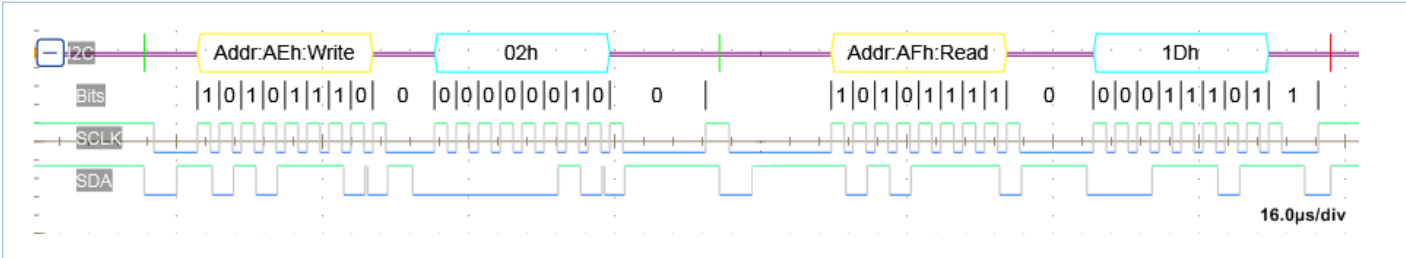 I2C Addr:AEh:Write 02h Addr:AFh:Read 1Dh
Bits 1 0 1 0 1 1 1 0 0 0 0 0 0 0 0 1 0 0 1 0 1 0 1 1 1 1 0 0 0 0 1 1 1 0 1 1
SCLK
SDA
16.0µs/div